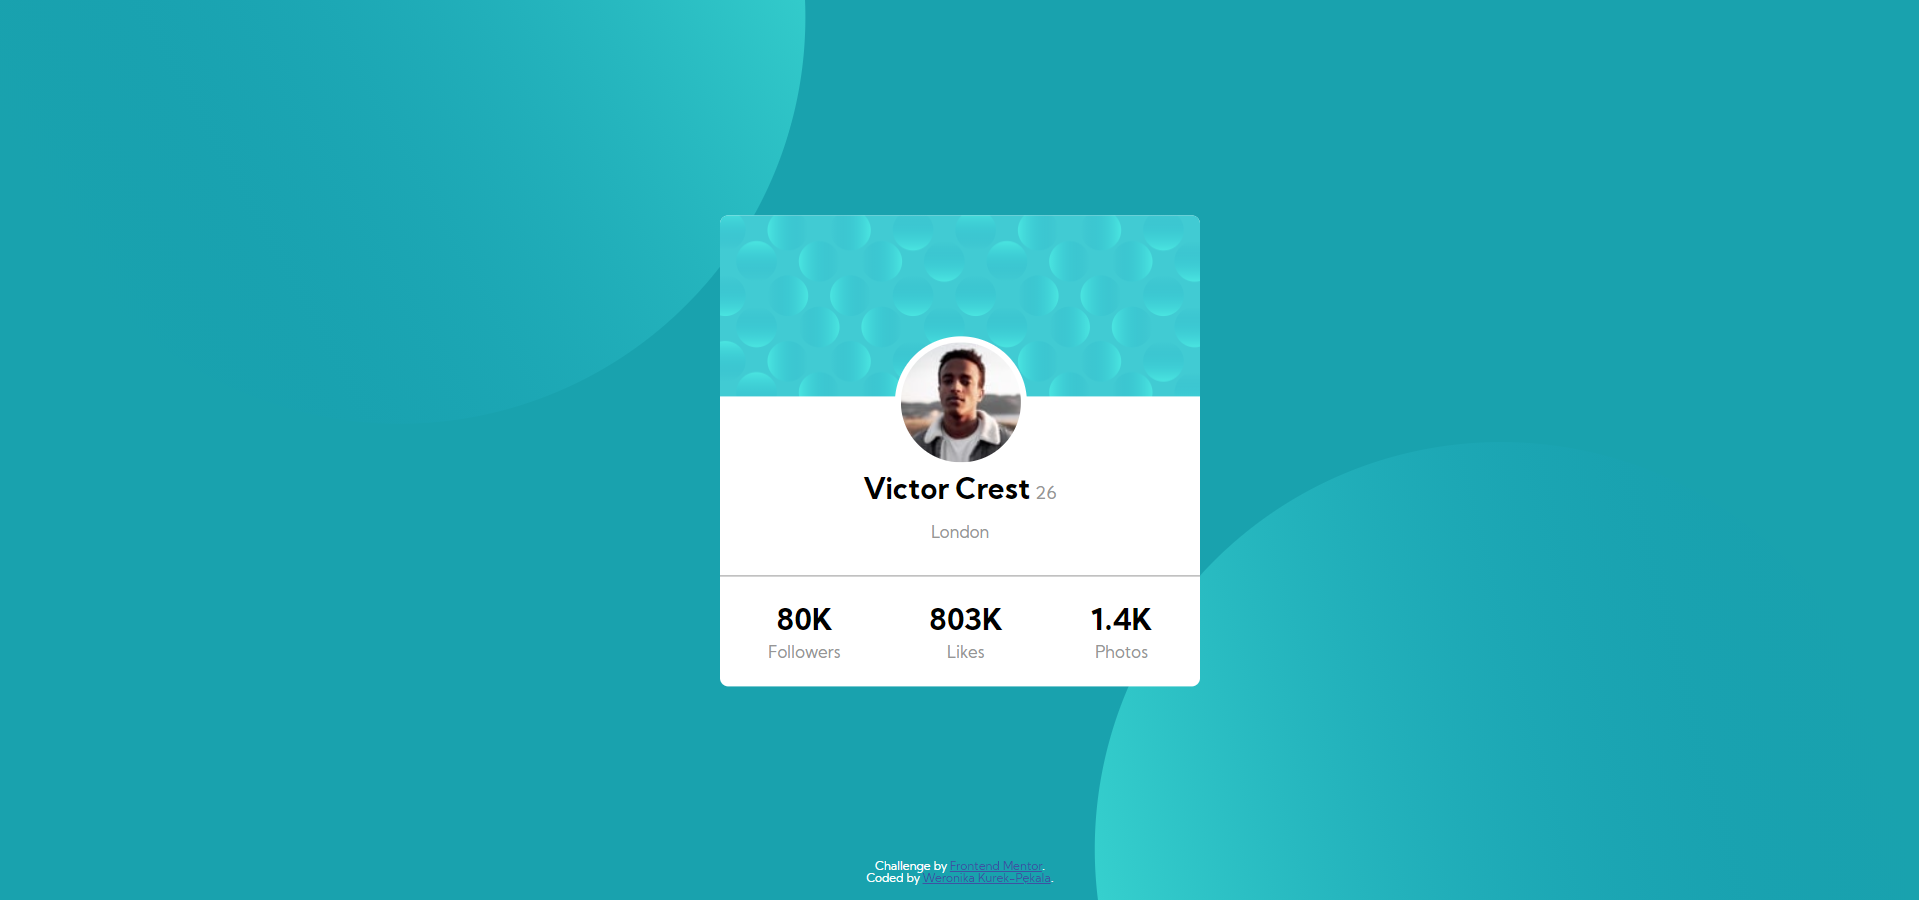 Victor Crest 26
London
80K 803K 1.4K
Followers Likes Photos
Challenge by Frontend Mentor.
Coded by Weronika Kurek-Pękala.